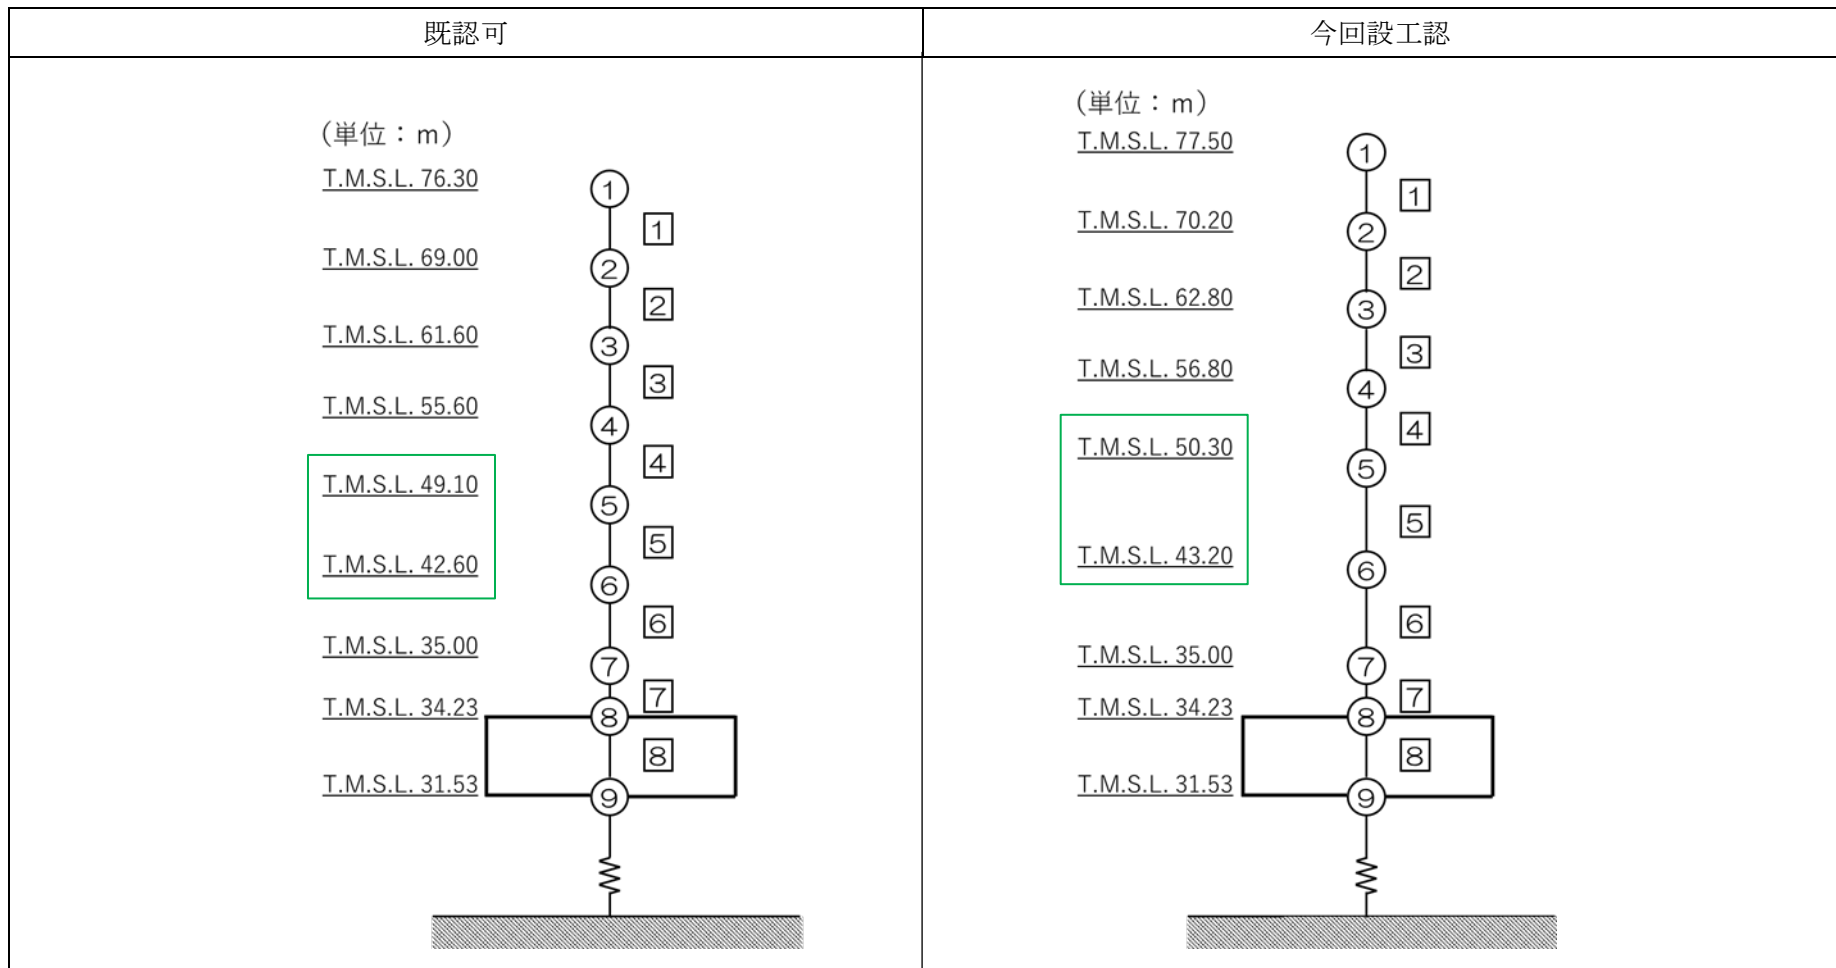 既認可
今回設工認
(単位：m)
T.M.S.L. 76.30
①
1
T.M.S.L. 69.00
②
2
T.M.S.L. 61.60
③
3
T.M.S.L. 55.60
④
4
T.M.S.L. 49.10
⑤
5
T.M.S.L. 42.60
⑥
6
T.M.S.L. 35.00
⑦
7
T.M.S.L. 34.23
⑧
8
T.M.S.L. 31.53
⑨
(単位：m)
T.M.S.L. 77.50
①
1
T.M.S.L. 70.20
②
2
T.M.S.L. 62.80
③
3
T.M.S.L. 56.80
④
4
T.M.S.L. 50.30
⑤
5
T.M.S.L. 43.20
⑥
6
T.M.S.L. 35.00
⑦
7
T.M.S.L. 34.23
⑧
8
T.M.S.L. 31.53
⑨